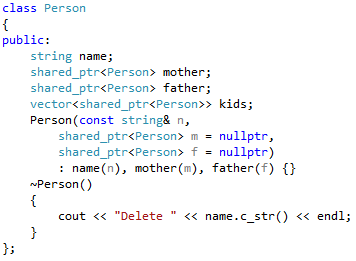 class Person
{
public:
    string name;
    shared_ptr<Person> mother;
    shared_ptr<Person> father;
    vector<shared_ptr<Person>> kids;
    Person(const string& n,
        shared_ptr<Person> m = nullptr,
        shared_ptr<Person> f = nullptr)
        : name(n), mother(m), father(f) {}
    ~Person()
    {
        cout << "Delete " << name.c_str() << endl;
    }
};